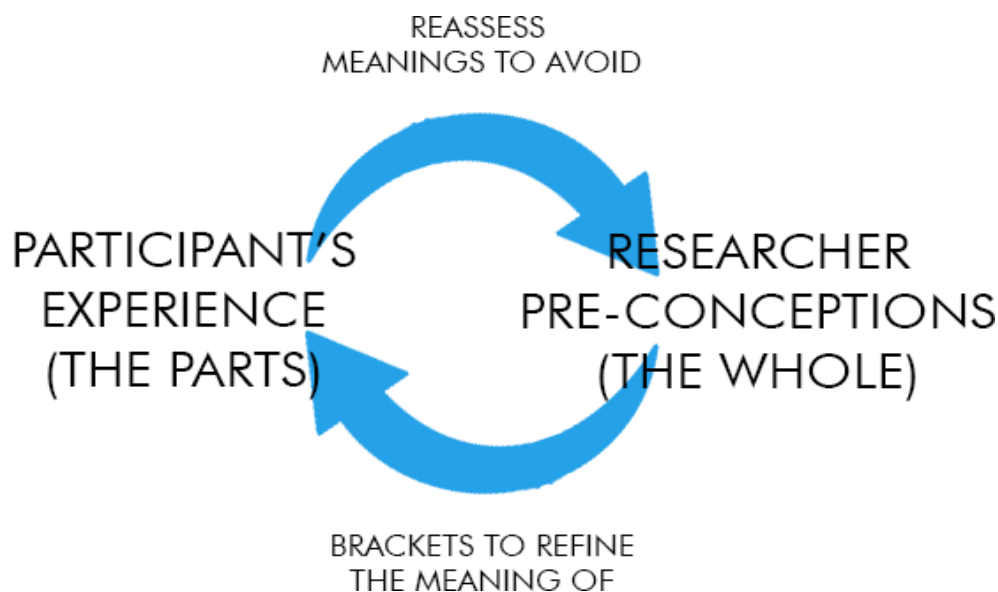 REASSESS
MEANINGS TO AVOID
PARTICIPANT'S
EXPERIENCE
(THE PARTS)
RESEARCHER
PRE-CONCEPTIONS
(THE WHOLE)
BRACKETS TO REFINE
THE MEANING OF